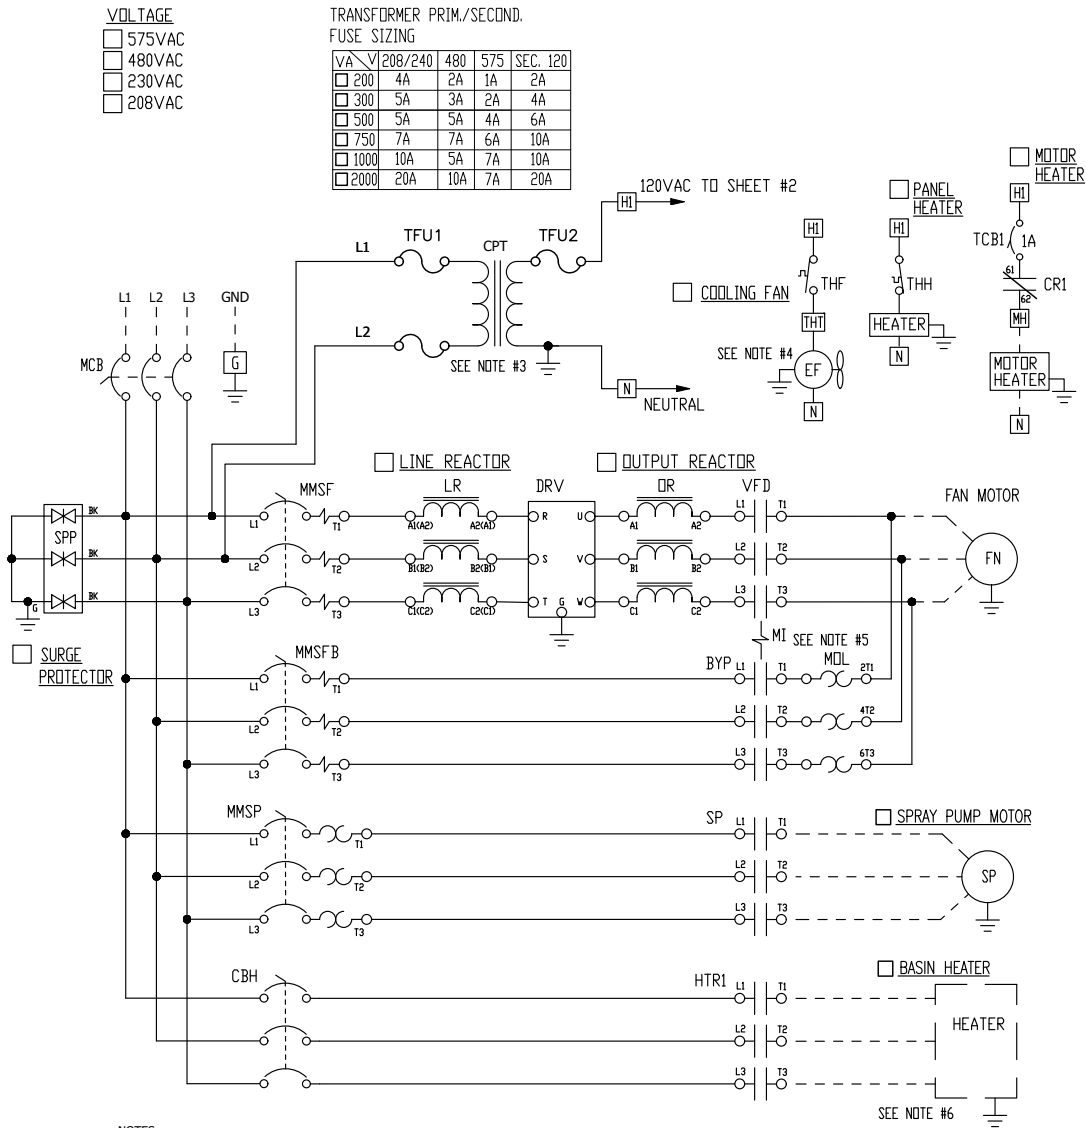 VOLTAGE
575VAC
480VAC
230VAC
208VAC
TRANSFORMER PRIM./SECOND.
FUSE SIZING
VA V 208/240 480 575 SEC. 120
200 4A 2A 1A 2A
300 5A 3A 2A 4A
500 5A 5A 4A 6A
750 7A 7A 6A 10A
1000 10A 5A 7A 10A
2000 20A 10A 7A 20A
H1 120VAC TO SHEET #2
L1 TFU1 CPT TFU2
L2
SEE NOTE #3
N
NEUTRAL
COOLING FAN
H1
THF
THT
SEE NOTE #4
EF
N
PANEL
HEATER
H1
THH
HEATER
N
MOTOR
HEATER
H1
TCB1 1A
61
CR1
62
MH
MOTOR
HEATER
N
L1 L2 L3 GND
MCB
G
LINE REACTOR
OUTPUT REACTOR
MMSF LR DRV OR VFD
FAN MOTOR
BK
SPP
L1 T1 A1(A2) A2(A1) R U A1 A2 L1 T1
BK
L2 T2 B1(B2) B2(B1) S V B1 B2 L2 T2
FN
G BK
L3 T3 C1(C2) C2(C1) T G W C1 C2 L3 T3
SURGE
PROTECTOR
MI SEE NOTE #5
MMSFB BYP MOL
L1 T1 L1 T1 2T1
L2 T2 L2 T2 4T2
L3 T3 L3 T3 6T3
MMSP SP
SPRAY PUMP MOTOR
L1 T1 L1 T1
L2 T2 L2 T2
SP
L3 T3 L3 T3
CBH HTR1
BASIN HEATER
L1 T1
HEATER
L2 T2
L3 T3
SEE NOTE #6